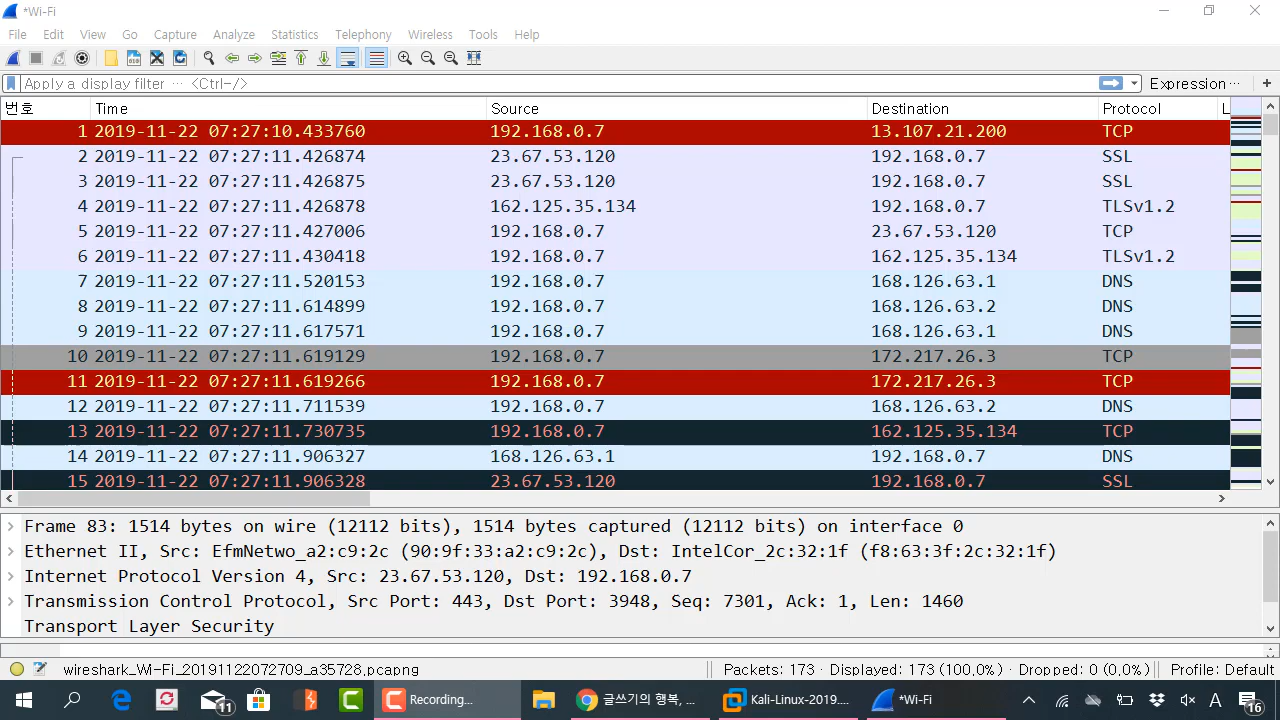 *Wi-Fi
File Edit View Go Capture Analyze Statistics Telephony Wireless Tools Help
Apply a display filter … <Ctrl-/> Expression…
번호 Time Source Destination Protocol L
1 2019-11-22 07:27:10.433760 192.168.0.7 13.107.21.200 TCP
2 2019-11-22 07:27:11.426874 23.67.53.120 192.168.0.7 SSL
3 2019-11-22 07:27:11.426875 23.67.53.120 192.168.0.7 SSL
4 2019-11-22 07:27:11.426878 162.125.35.134 192.168.0.7 TLSv1.2
5 2019-11-22 07:27:11.427006 192.168.0.7 23.67.53.120 TCP
6 2019-11-22 07:27:11.430418 192.168.0.7 162.125.35.134 TLSv1.2
7 2019-11-22 07:27:11.520153 192.168.0.7 168.126.63.1 DNS
8 2019-11-22 07:27:11.614899 192.168.0.7 168.126.63.2 DNS
9 2019-11-22 07:27:11.617571 192.168.0.7 168.126.63.1 DNS
10 2019-11-22 07:27:11.619129 192.168.0.7 172.217.26.3 TCP
11 2019-11-22 07:27:11.619266 192.168.0.7 172.217.26.3 TCP
12 2019-11-22 07:27:11.711539 192.168.0.7 168.126.63.2 DNS
13 2019-11-22 07:27:11.730735 192.168.0.7 162.125.35.134 TCP
14 2019-11-22 07:27:11.906327 168.126.63.1 192.168.0.7 DNS
15 2019-11-22 07:27:11.906328 23.67.53.120 192.168.0.7 SSL
Frame 83: 1514 bytes on wire (12112 bits), 1514 bytes captured (12112 bits) on interface 0
Ethernet II, Src: EfmNetwo_a2:c9:2c (90:9f:33:a2:c9:2c), Dst: IntelCor_2c:32:1f (f8:63:3f:2c:32:1f)
Internet Protocol Version 4, Src: 23.67.53.120, Dst: 192.168.0.7
Transmission Control Protocol, Src Port: 443, Dst Port: 3948, Seq: 7301, Ack: 1, Len: 1460
Transport Layer Security
wireshark_Wi-Fi_20191122072709_a35728.pcapng Packets: 173 · Displayed: 173 (100.0%) · Dropped: 0 (0.0%) Profile: Default
11 Recording... 글쓰기의 행복, ... Kali-Linux-2019.... *Wi-Fi A 16